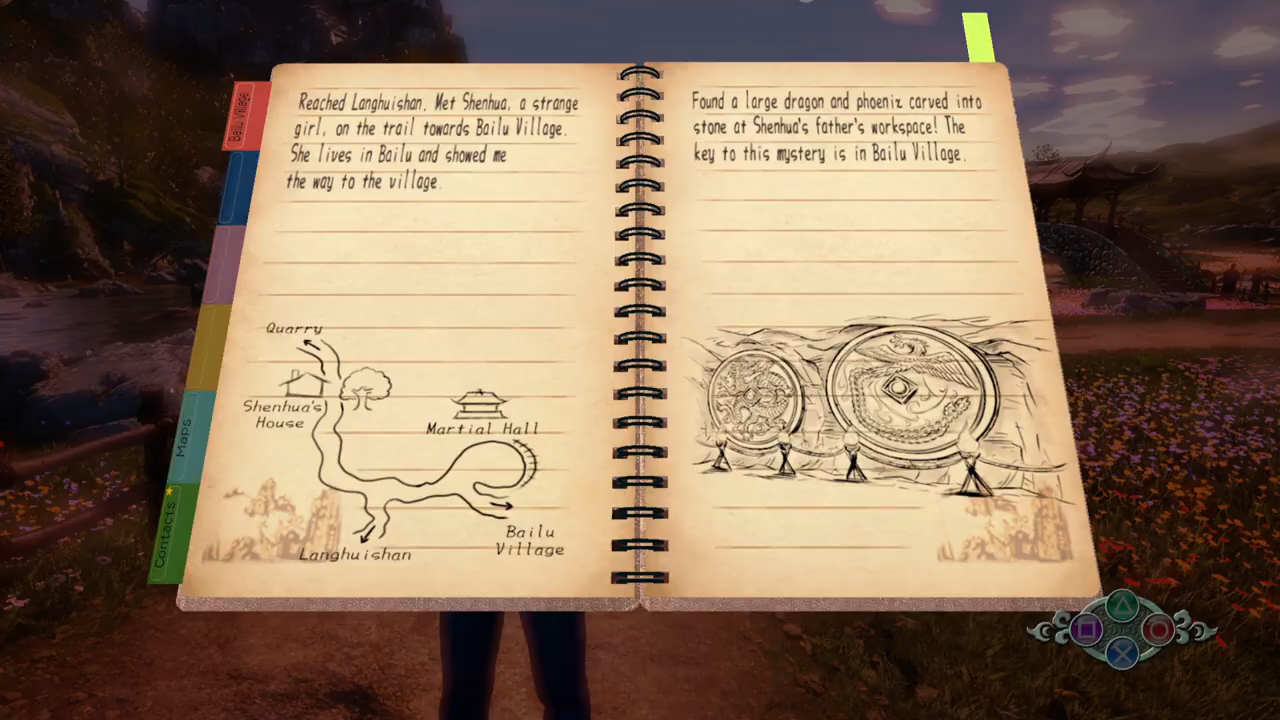 Bailu Village
Maps
Contacts
Reached Langhuishan. Met Shenhua, a strange
girl, on the trail towards Bailu Village.
She lives in Bailu and showed me
the way to the village.
Quarry
Shenhua's
House
Martial Hall
Bailu
Village
Langhuishan
Found a large dragon and phoenix carved into
stone at Shenhua's father's workspace! The
key to this mystery is in Bailu Village.